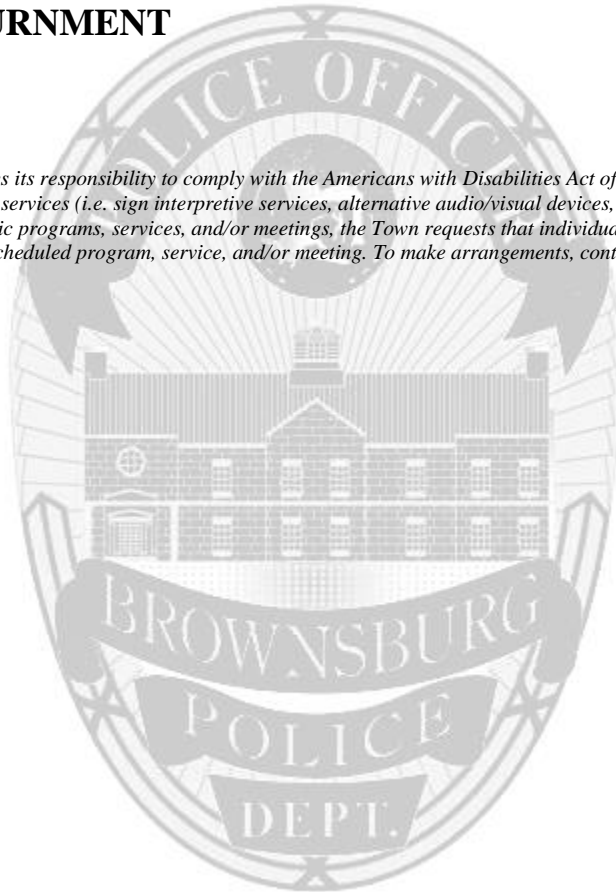 URNMENT
POLICE OFFICER
s its responsibility to comply with the Americans with Disabilities Act of
services (i.e. sign interpretive services, alternative audio/visual devices,
ic programs, services, and/or meetings, the Town requests that individua
cheduled program, service, and/or meeting. To make arrangements, cont
BROWNSBURG
POLICE
DEPT.